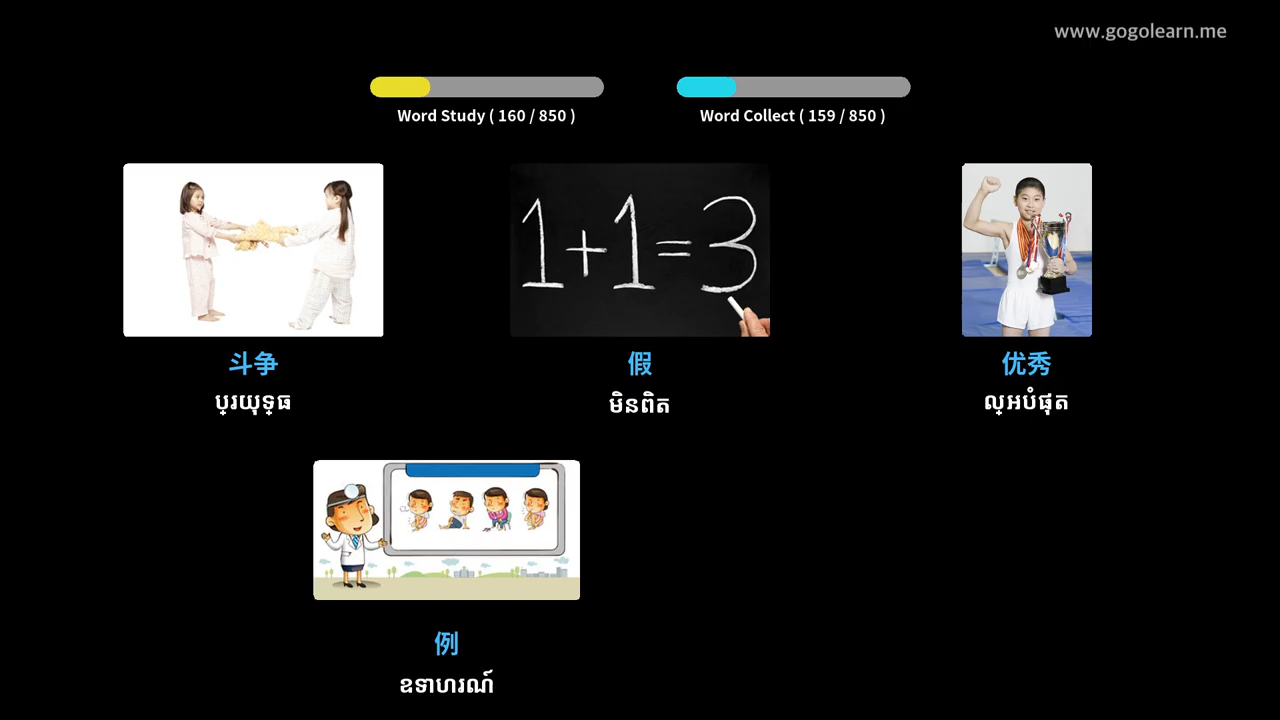 www.gogolearn.me
Word Study ( 160 / 850 )
Word Collect ( 159 / 850 )
1+1=3
斗争
假
优秀
ប្រយុទ្ធ
មិនពិត
ល្អបំផុត
例
ឧទាហរណ៍